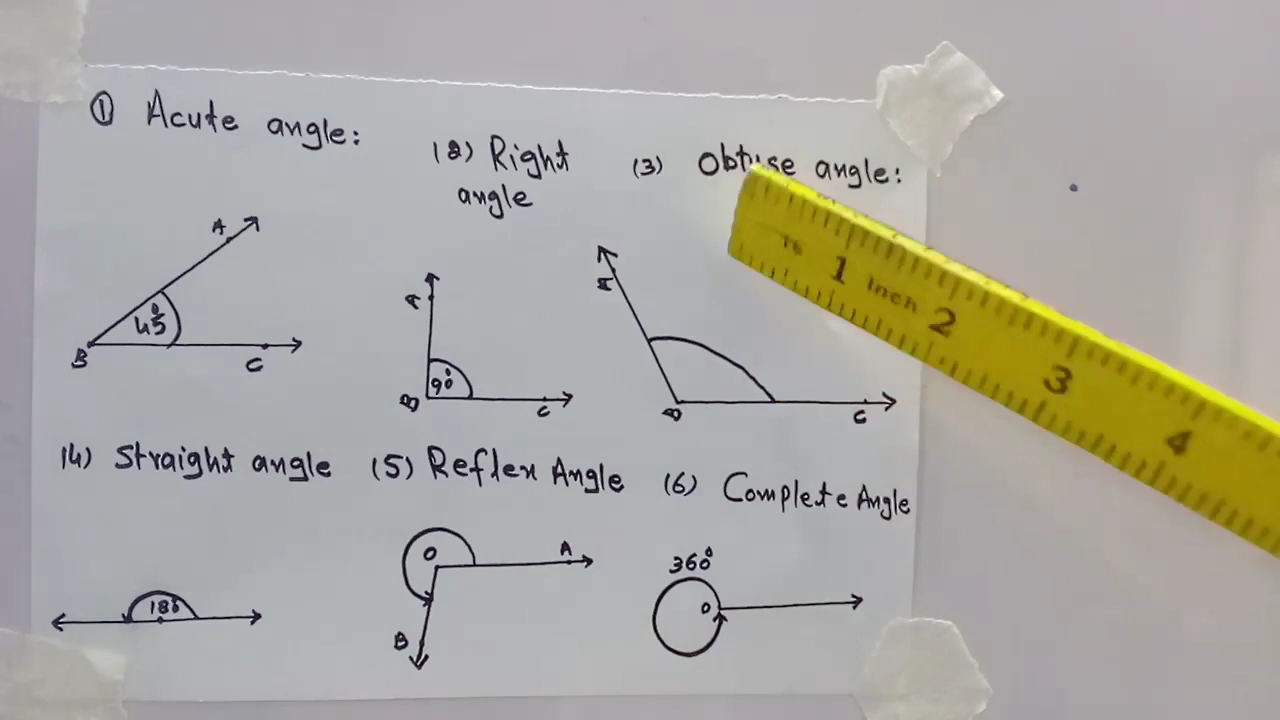 ① Acute angle:
(2) Right
angle
(3) Obtuse angle:
A
45°
B
C
A
90°
B
C
A
B
C
1 inch 2 3 4
(4) Straight angle
(5) Reflex Angle
(6) Complete Angle
180°
O
A
B
360°
O